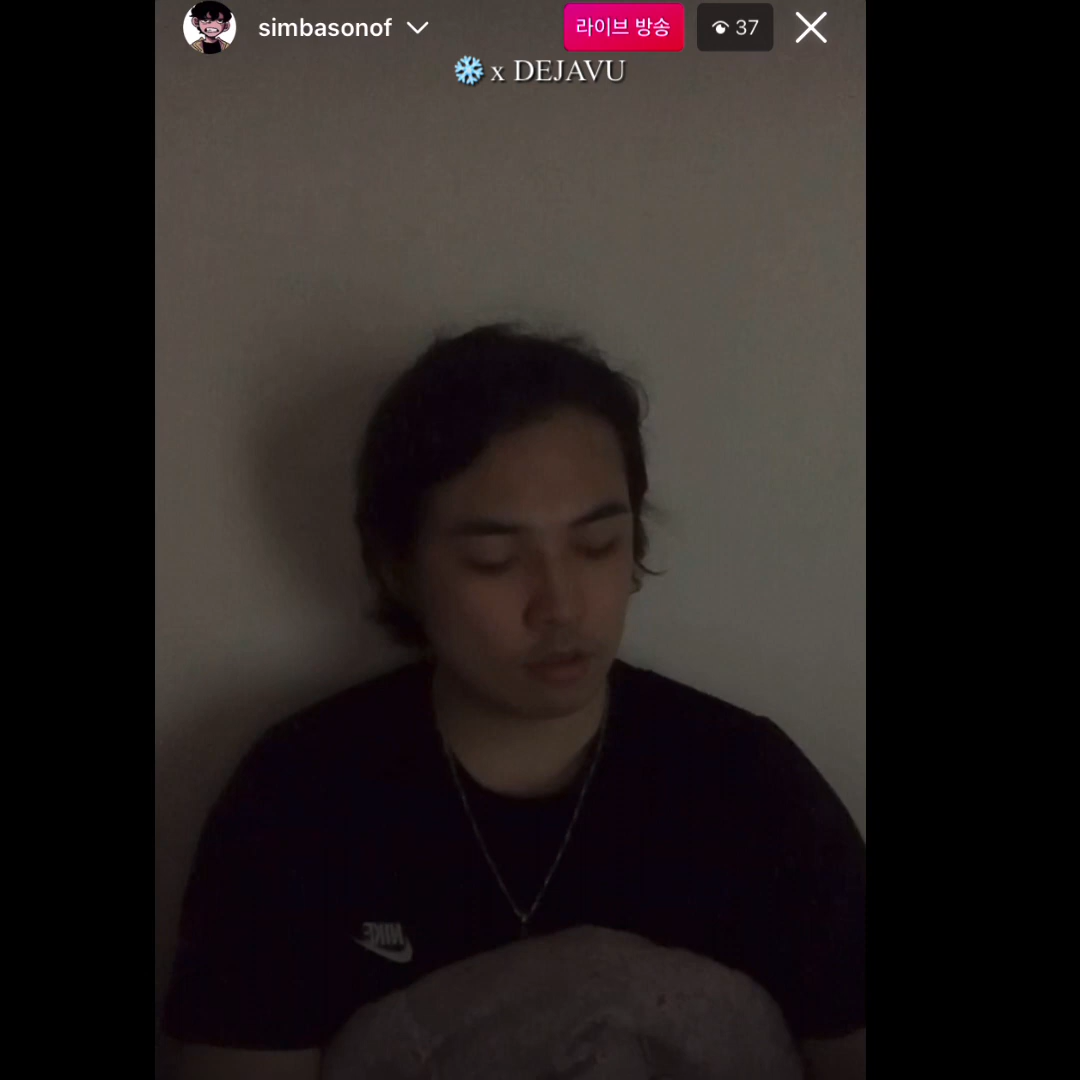 simbasonof
라이브 방송
37
❄️ x DEJAVU
NIKE